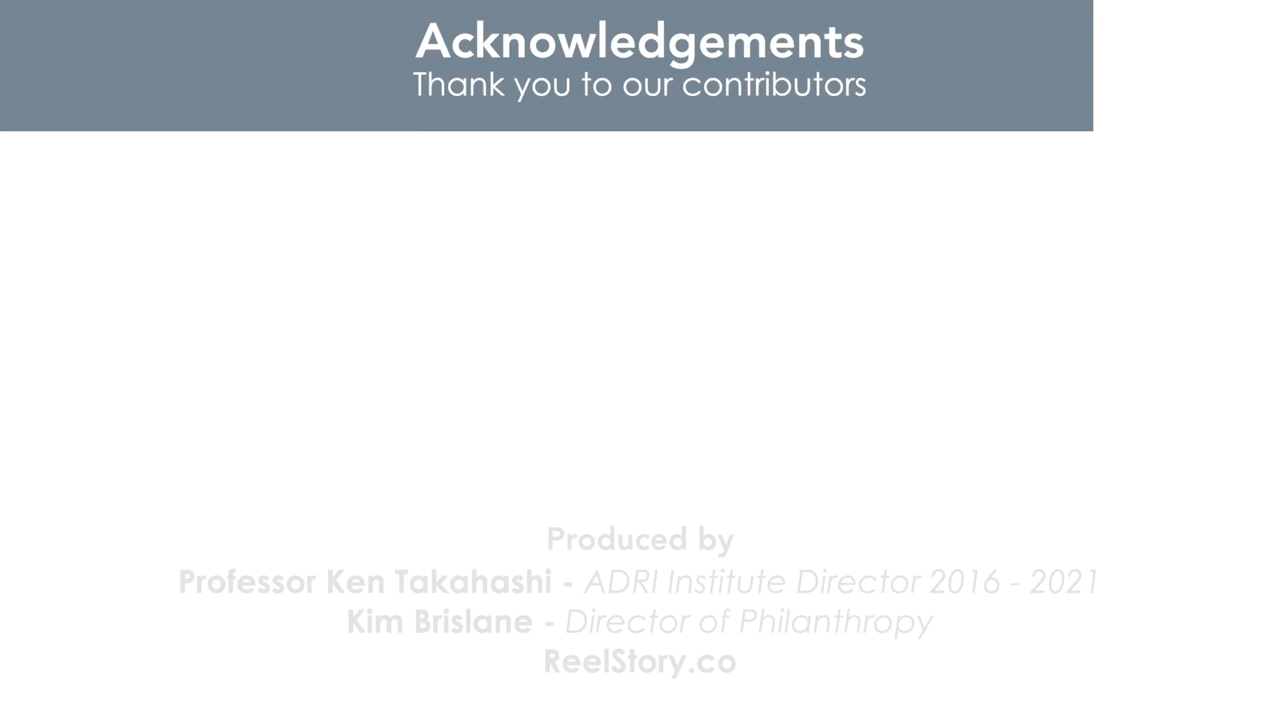 Acknowledgements
Thank you to our contributors
Produced by
Professor Ken Takahashi - ADRI Institute Director 2016 - 2021
Kim Brislane - Director of Philanthropy
ReelStory.co